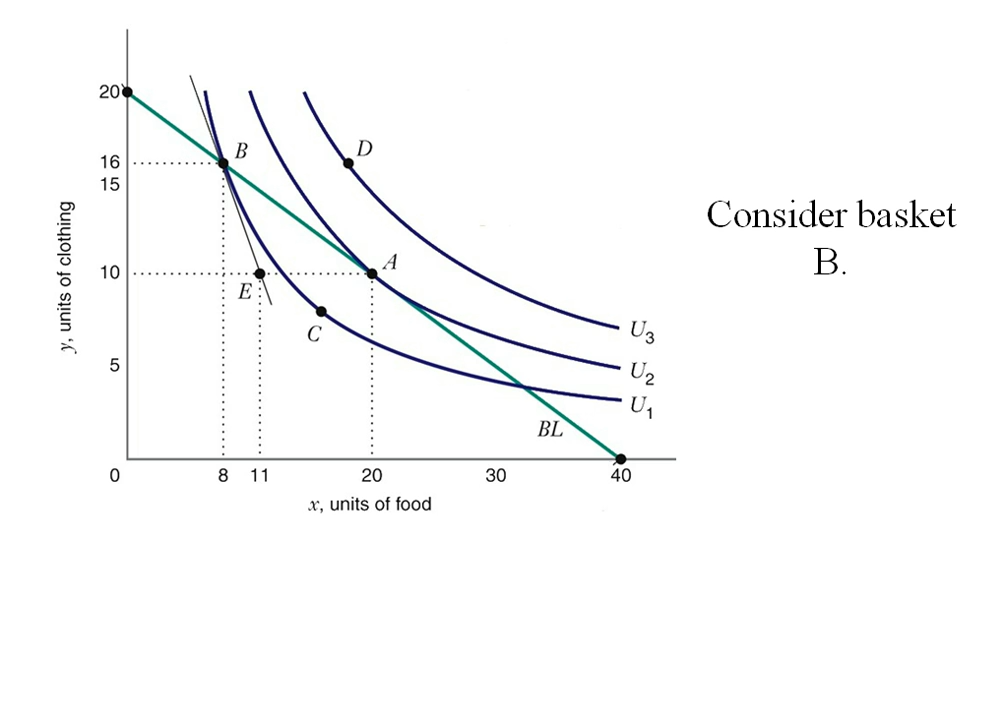 20
16
15
10
5
0
8
11
20
30
40
y, units of clothing
x, units of food
B
D
A
E
C
U3
U2
U1
BL
Consider basket
B.